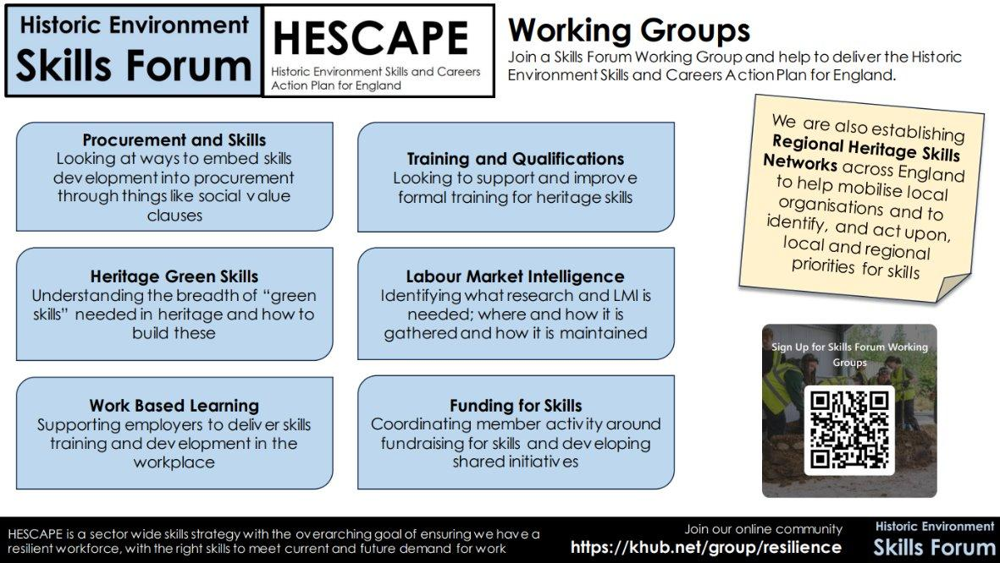 Historic Environment
Skills Forum
HESCAPE
Historic Environment Skills and Careers
Action Plan for England
Working Groups
Join a Skills Forum Working Group and help to deliver the Historic
Environment Skills and Careers Action Plan for England.
Procurement and Skills
Looking at ways to embed skills
development into procurement
through things like social value
clauses
Training and Qualifications
Looking to support and improve
formal training for heritage skills
We are also establishing
Regional Heritage Skills
Networks across England
to help mobilise local
organisations and to
identify, and act upon,
local and regional
priorities for skills
Heritage Green Skills
Understanding the breadth of “green
skills” needed in heritage and how to
build these
Labour Market Intelligence
Identifying what research and LMI is
needed; where and how it is
gathered and how it is maintained
Work Based Learning
Supporting employers to deliver skills
training and development in the
workplace
Funding for Skills
Coordinating member activity around
fundraising for skills and developing
shared initiatives
Sign Up for Skills Forum Working
Groups
HESCAPE is a sector wide skills strategy with the overarching goal of ensuring we have a
resilient workforce, with the right skills to meet current and future demand for work
Join our online community
https://khub.net/group/resilience
Historic Environment
Skills Forum